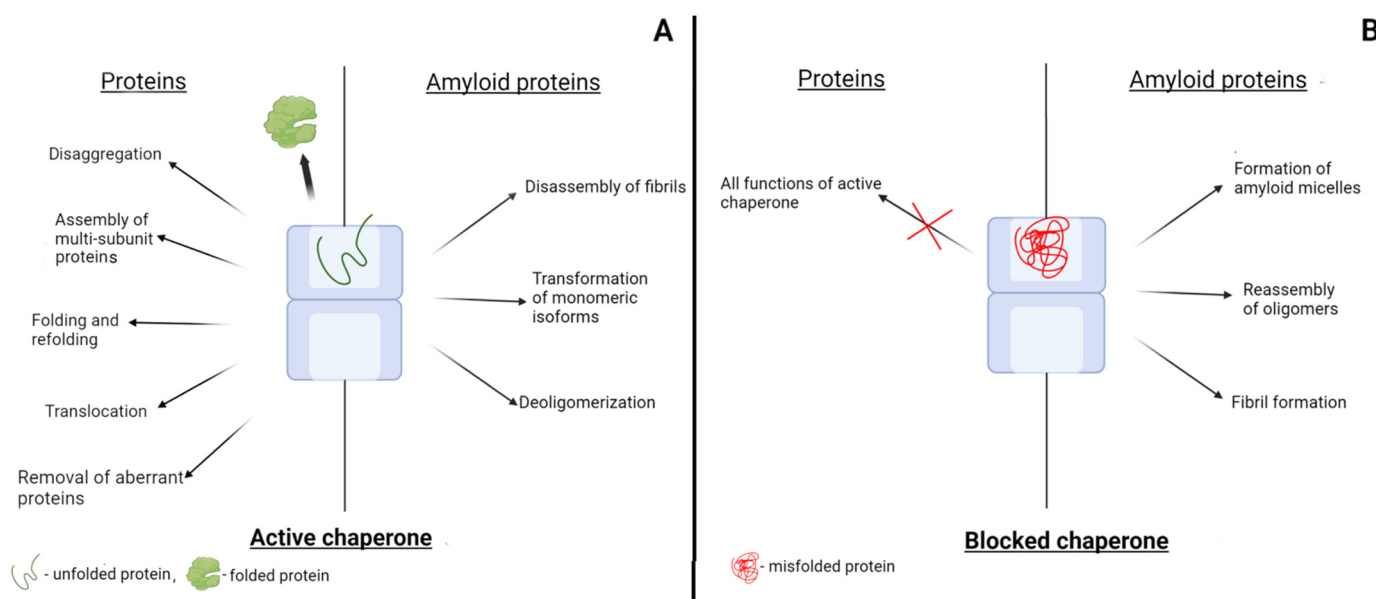 A
Proteins
Amyloid proteins
Disaggregation
Assembly of
multi-subunit
proteins
Folding and
refolding
Translocation
Removal of aberrant
proteins
Disassembly of fibrils
Transformation
of monomeric
isoforms
Deoligomerization
Active chaperone
- unfolded protein,
- folded protein
B
Proteins
Amyloid proteins
All functions of active
chaperone
Formation of
amyloid micelles
Reassembly
of oligomers
Fibril formation
Blocked chaperone
- misfolded protein